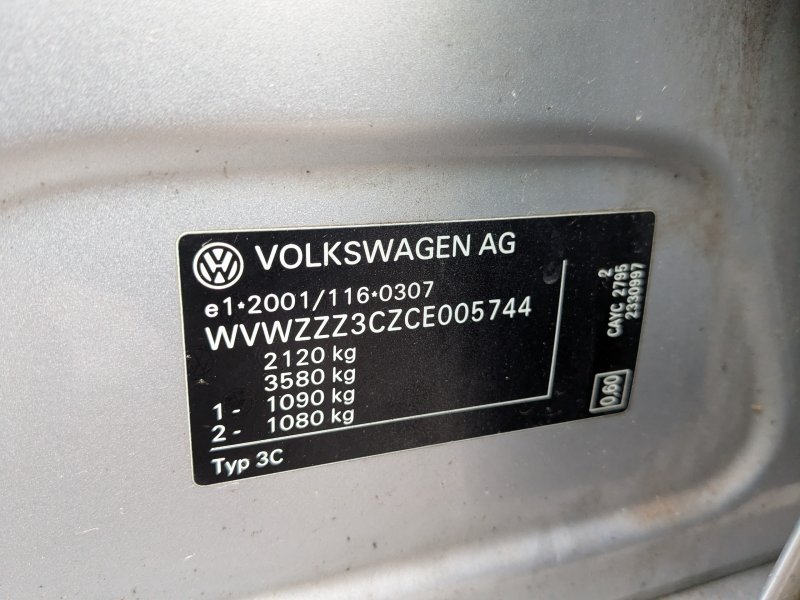 VOLKSWAGEN AG
e1*2001/116*0307
WVWZZZ3CZCE005744
2120 kg
3580 kg
1- 1090 kg
2- 1080 kg
Typ 3C
2
CAYC 2795
2330997
0.60